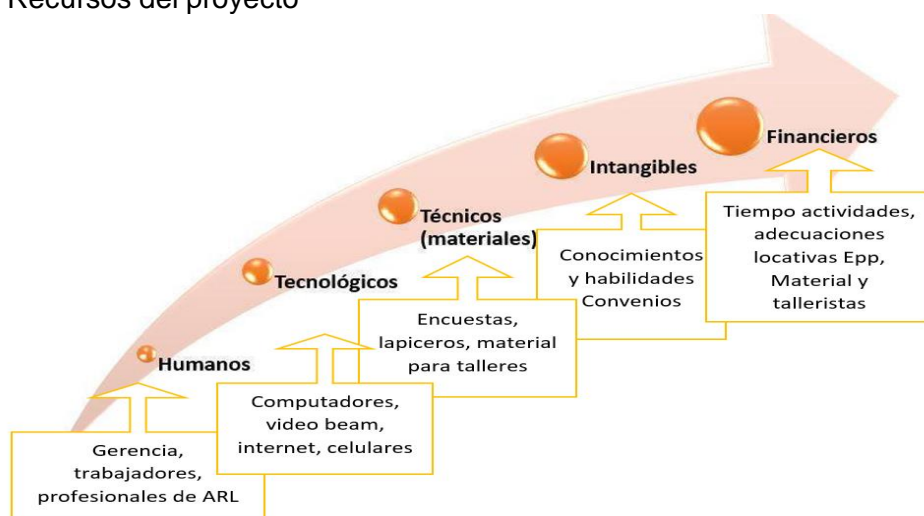 Recursos del proyecto
Financieros
Intangibles
Técnicos
(materiales)
Tecnológicos
Humanos
Tiempo actividades,
adecuaciones
locativas Epp,
Material y
talleristas
Conocimientos
y habilidades
Convenios
Encuestas,
lapiceros, material
para talleres
Computadores,
video beam,
internet, celulares
Gerencia,
trabajadores,
profesionales de ARL